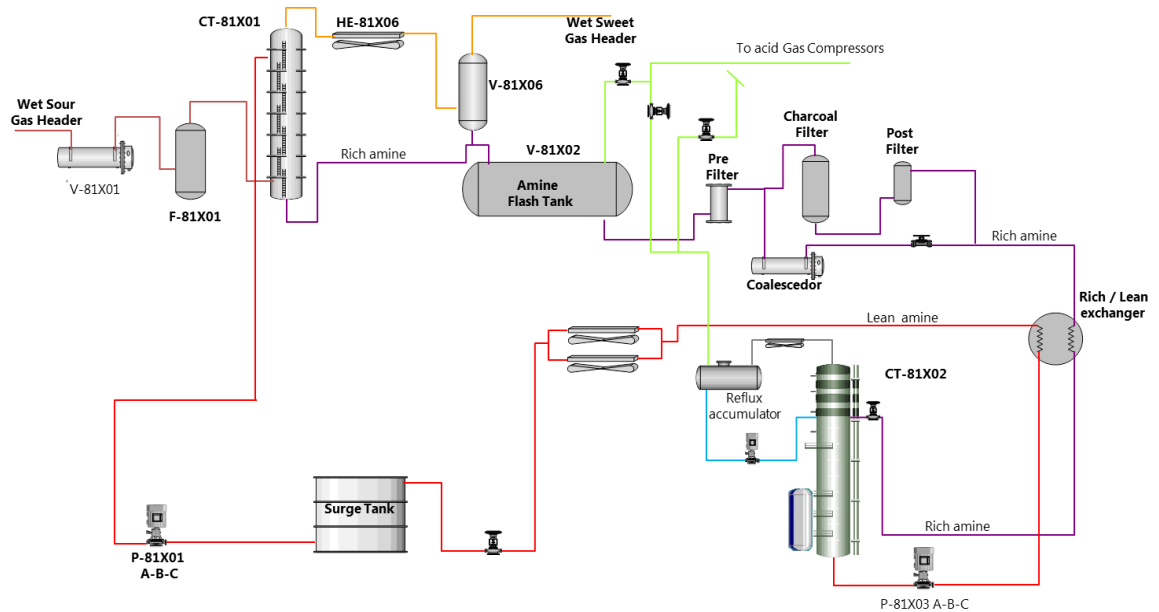 CT-81X01
HE-81X06
Wet Sweet
Gas Header
To acid Gas Compressors
V-81X06
Wet Sour
Gas Header
Charcoal
Filter
Post
Filter
Rich amine
V-81X02
Pre
Filter
V-81X01
Amine
Flash Tank
F-81X01
Rich amine
Coalescedor
Rich / Lean
exchanger
Lean amine
CT-81X02
Reflux
accumulator
Surge Tank
Rich amine
P-81X01
A-B-C
P-81X03 A-B-C